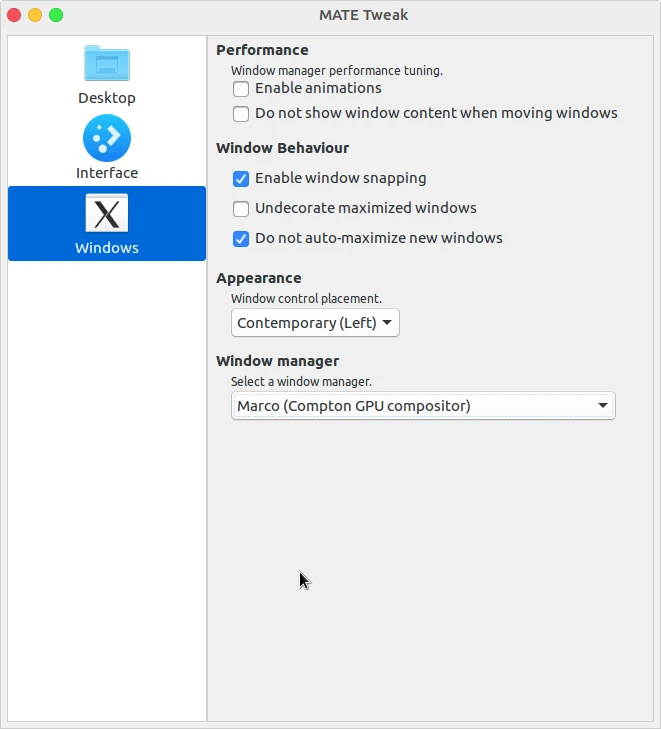 MATE Tweak
Desktop
Interface
Windows
Performance
Window manager performance tuning.
Enable animations
Do not show window content when moving windows
Window Behaviour
Enable window snapping
Undecorate maximized windows
Do not auto-maximize new windows
Appearance
Window control placement.
Contemporary (Left)
Window manager
Select a window manager.
Marco (Compton GPU compositor)